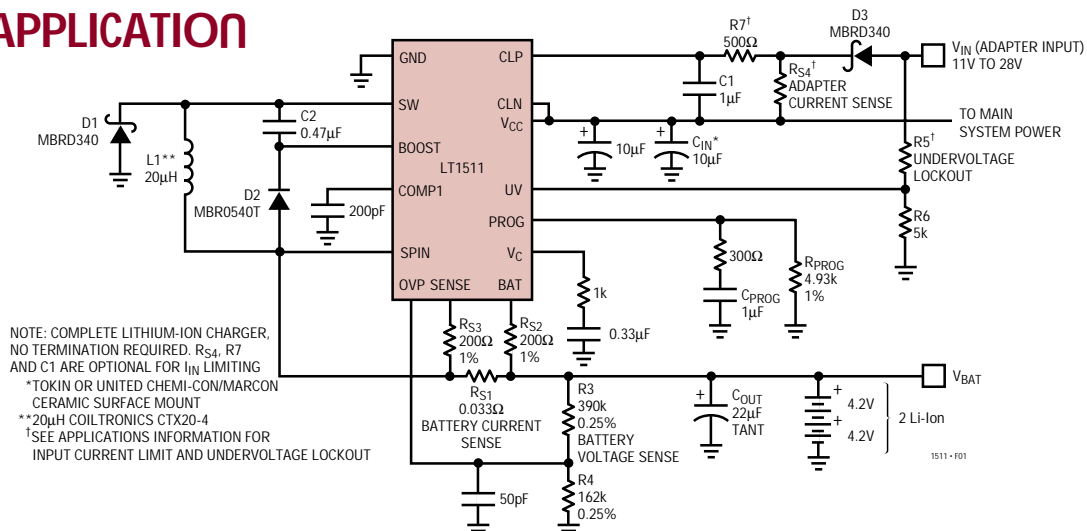 APPLICATION
GND
SW
BOOST
COMP1
SPIN
OVP SENSE BAT
CLP
CLN
VCC
UV
PROG
VC
LT1511
D1
MBRD340
L1**
20µH
C2
0.47µF
D2
MBR0540T
200pF
R7†
500Ω
C1
1µF
RS4†
ADAPTER
CURRENT SENSE
D3
MBRD340
VIN (ADAPTER INPUT)
11V TO 28V
TO MAIN
SYSTEM POWER
+
10µF
+
CIN*
10µF
R5†
UNDERVOLTAGE
LOCKOUT
R6
5k
300Ω
CPROG
1µF
RPROG
4.93k
1%
1k
0.33µF
RS3
200Ω
1%
RS2
200Ω
1%
RS1
0.033Ω
BATTERY CURRENT
SENSE
R3
390k
0.25%
BATTERY
VOLTAGE SENSE
R4
162k
0.25%
50pF
+
COUT
22µF
TANT
+
4.2V
+
4.2V
2 Li-Ion
VBAT
NOTE: COMPLETE LITHIUM-ION CHARGER,
NO TERMINATION REQUIRED. RS4, R7
AND C1 ARE OPTIONAL FOR IIN LIMITING
*TOKIN OR UNITED CHEMI-CON/MARCON
CERAMIC SURFACE MOUNT
**20µH COILTRONICS CTX20-4
†SEE APPLICATIONS INFORMATION FOR
INPUT CURRENT LIMIT AND UNDERVOLTAGE LOCKOUT
1511 • F01